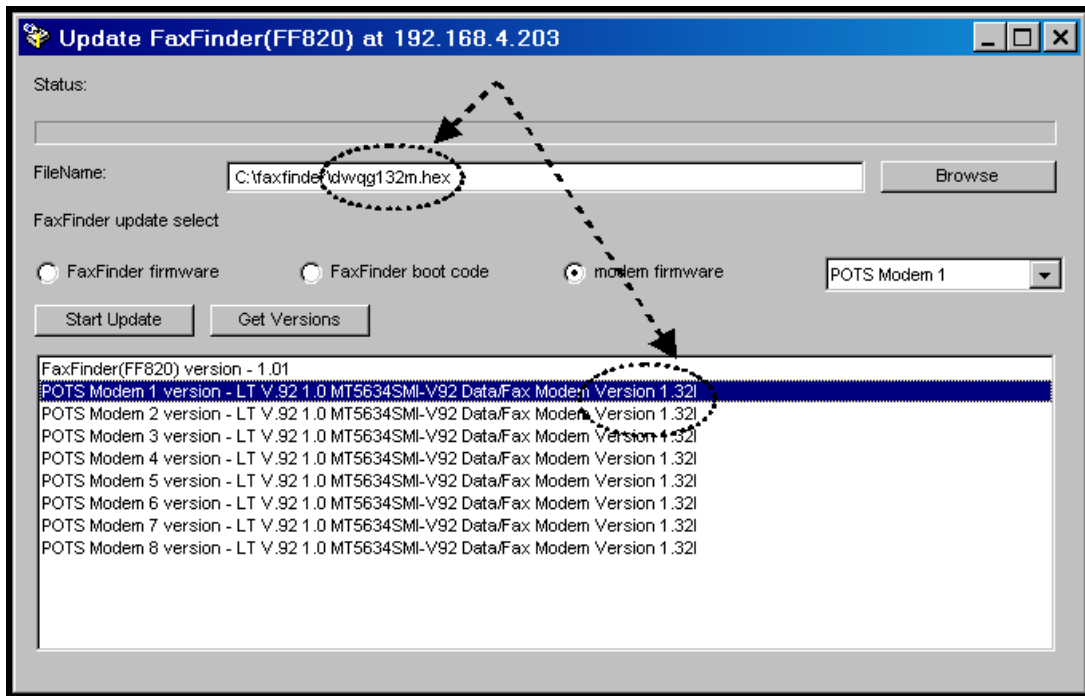 Update FaxFinder(FF820) at 192.168.4.203
Status:
FileName:
C:\faxfinder\dwqg132m.hex
Browse
FaxFinder update select
FaxFinder firmware
FaxFinder boot code
modem firmware
POTS Modem 1
Start Update
Get Versions
FaxFinder(FF820) version - 1.01
POTS Modem 1 version - LT V.92 1.0 MT5634SMI-V92 Data/Fax Modem Version 1.32l
POTS Modem 2 version - LT V.92 1.0 MT5634SMI-V92 Data/Fax Modem Version 1.32l
POTS Modem 3 version - LT V.92 1.0 MT5634SMI-V92 Data/Fax Modem Version 1.32l
POTS Modem 4 version - LT V.92 1.0 MT5634SMI-V92 Data/Fax Modem Version 1.32l
POTS Modem 5 version - LT V.92 1.0 MT5634SMI-V92 Data/Fax Modem Version 1.32l
POTS Modem 6 version - LT V.92 1.0 MT5634SMI-V92 Data/Fax Modem Version 1.32l
POTS Modem 7 version - LT V.92 1.0 MT5634SMI-V92 Data/Fax Modem Version 1.32l
POTS Modem 8 version - LT V.92 1.0 MT5634SMI-V92 Data/Fax Modem Version 1.32l